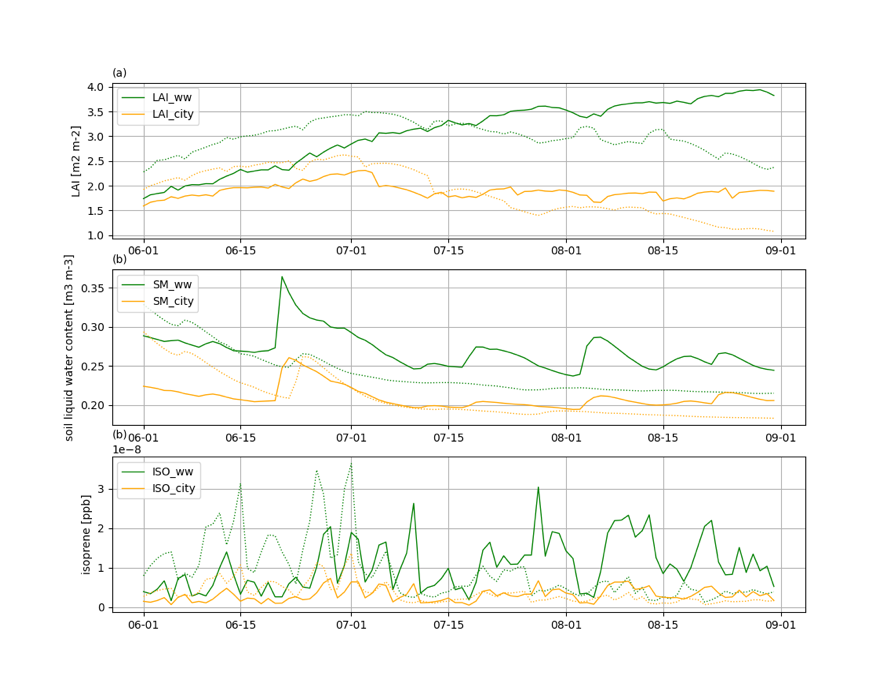 (a)
LAI [m2 m-2]
4.0
3.5
3.0
2.5
2.0
1.5
1.0
LAI_ww
LAI_city
06-01 06-15 07-01 07-15 08-01 08-15 09-01
(b)
soil liquid water content [m3 m-3]
0.35
0.30
0.25
0.20
SM_ww
SM_city
06-01 06-15 07-01 07-15 08-01 08-15 09-01
(b)
1e-8
isoprene [ppb]
3
2
1
0
ISO_ww
ISO_city
06-01 06-15 07-01 07-15 08-01 08-15 09-01